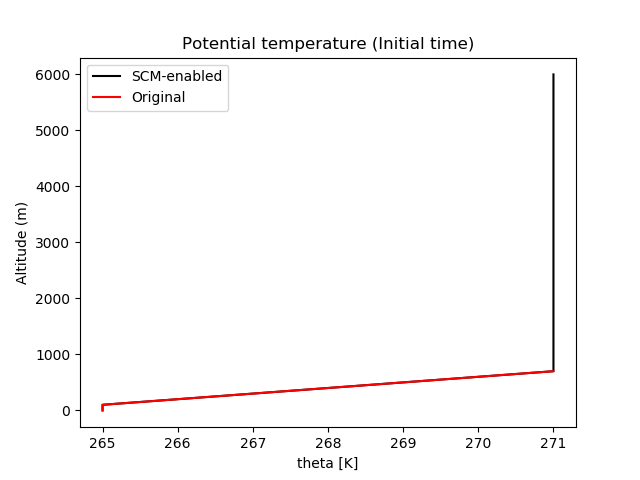 Potential temperature (Initial time)
SCM-enabled
Original
6000
5000
4000
3000
2000
1000
0
Altitude (m)
265 266 267 268 269 270 271
theta [K]